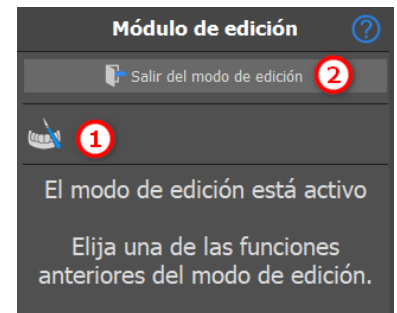 Módulo de edición ?
Salir del modo de edición 2
1
El modo de edición está activo
Elija una de las funciones
anteriores del modo de edición.